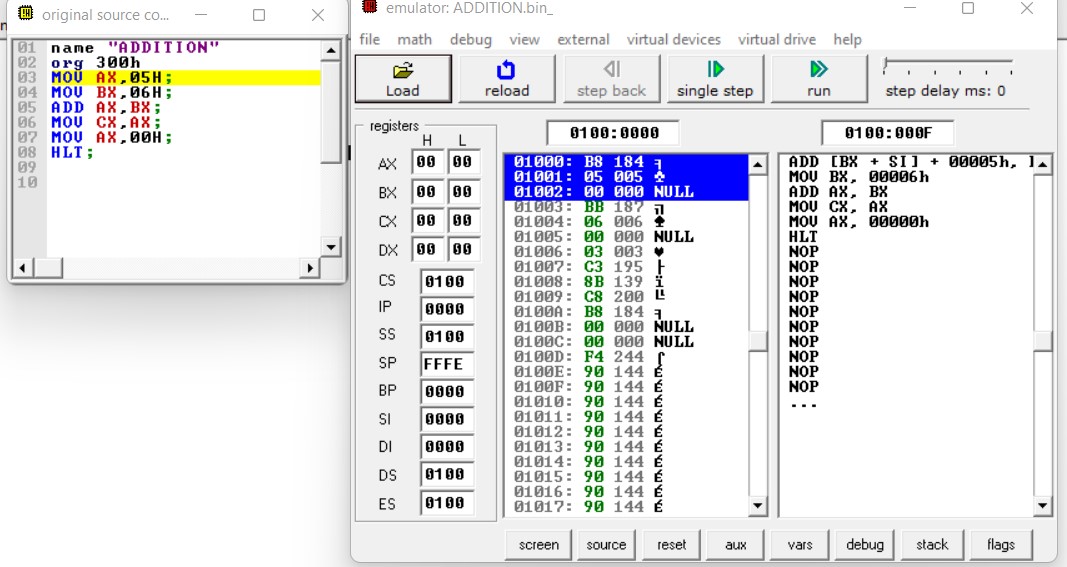 original source co...
01 name "ADDITION"
02 org 300h
03 MOV AX,05H;
04 MOV BX,06H;
05 ADD AX,BX;
06 MOV CX,AX;
07 MOV AX,00H;
08 HLT;
09
10
emulator: ADDITION.bin_
file math debug view external virtual devices virtual drive help
Load reload step back single step run step delay ms: 0
registers
H L
AX 00 00
BX 00 00
CX 00 00
DX 00 00
CS 0100
IP 0000
SS 0100
SP FFFE
BP 0000
SI 0000
DI 0000
DS 0100
ES 0100
0100:0000
01000: B8 184 ╕
01001: 05 005 ♣
01002: 00 000 NULL
01003: BB 187 ╗
01004: 06 006 ♠
01005: 00 000 NULL
01006: 03 003 ♥
01007: C3 195 ├
01008: 8B 139 ï
01009: C8 200 ╚
0100A: B8 184 ╕
0100B: 00 000 NULL
0100C: 00 000 NULL
0100D: F4 244 ⌠
0100E: 90 144 É
0100F: 90 144 É
01010: 90 144 É
01011: 90 144 É
01012: 90 144 É
01013: 90 144 É
01014: 90 144 É
01015: 90 144 É
01016: 90 144 É
01017: 90 144 É
0100:000F
ADD [BX + SI] + 00005h,
MOV BX, 00006h
ADD AX, BX
MOV CX, AX
MOV AX, 00000h
HLT
NOP
NOP
NOP
NOP
NOP
NOP
NOP
NOP
NOP
NOP
...
screen source reset aux vars debug stack flags